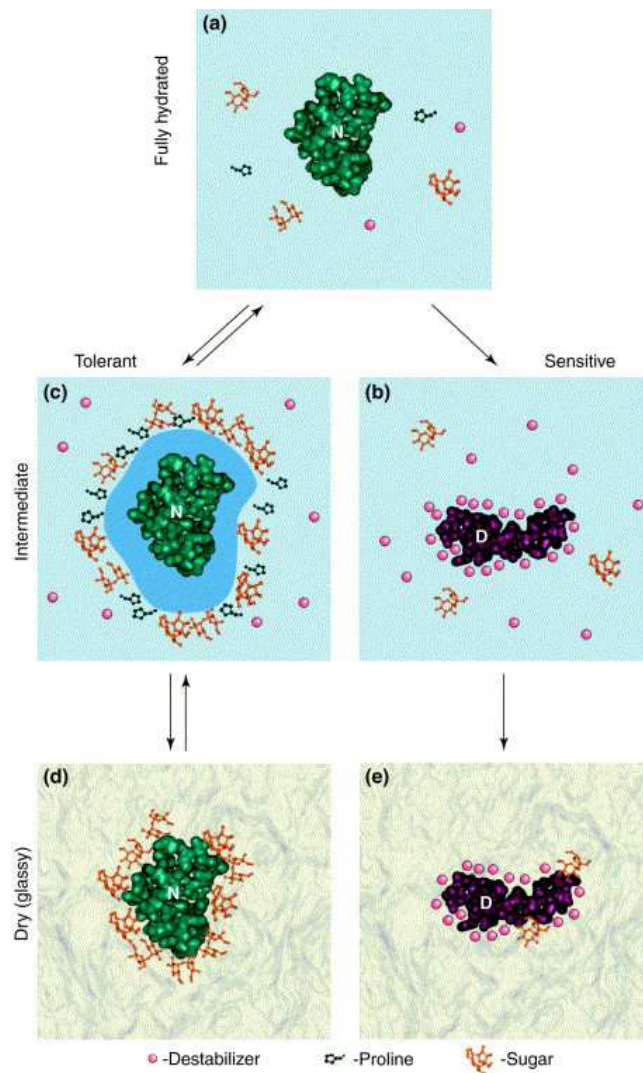 (a)
Fully hydrated
N
Tolerant
Sensitive
(c)
(b)
Intermediate
N
D
(d)
(e)
Dry (glassy)
N
D
-Destabilizer
-Proline
-Sugar